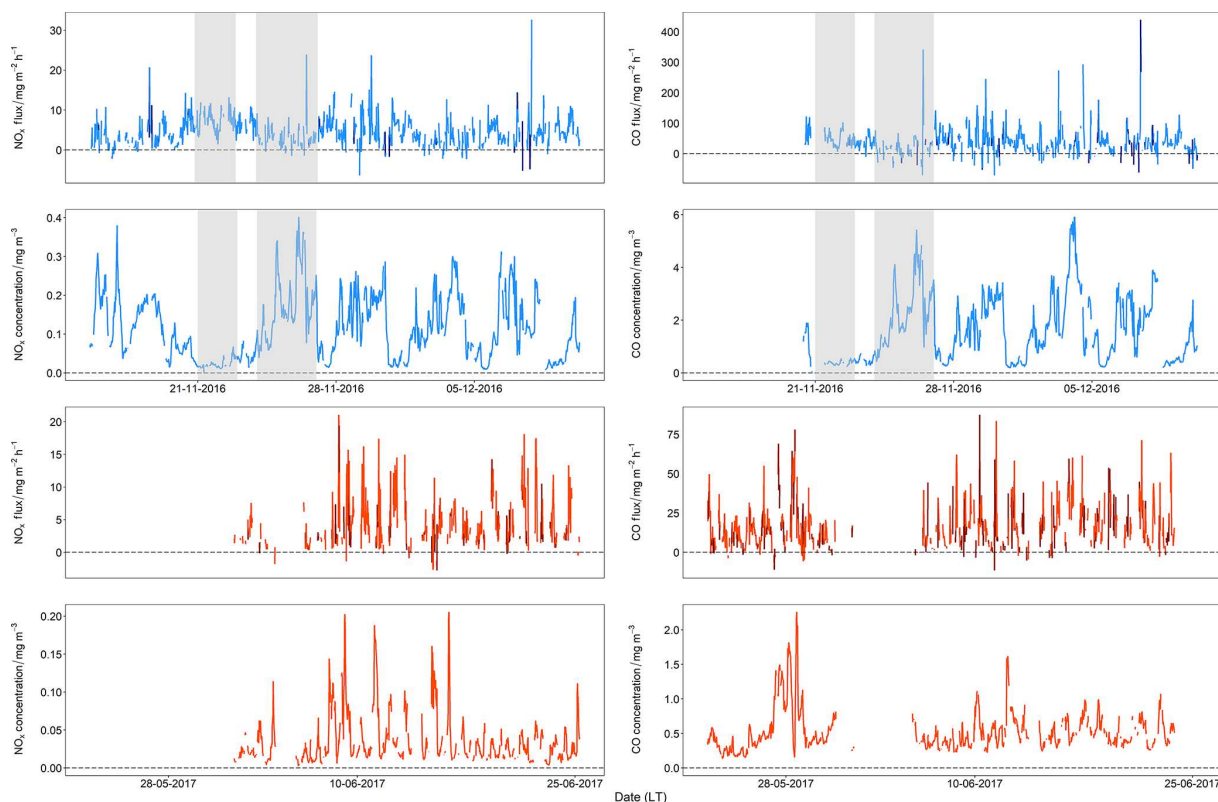 NOx flux/mg m−2 h−1
30
20
10
0
CO flux/mg m−2 h−1
400
300
200
100
0
NOx concentration/mg m−3
0.4
0.3
0.2
0.1
0.0
21-11-2016 28-11-2016 05-12-2016
CO concentration/mg m−3
6
4
2
0
21-11-2016 28-11-2016 05-12-2016
NOx flux/mg m−2 h−1
20
15
10
5
0
CO flux/mg m−2 h−1
75
50
25
0
NOx concentration/mg m−3
0.20
0.15
0.10
0.05
0.00
28-05-2017 10-06-2017 25-06-2017
CO concentration/mg m−3
2.0
1.5
1.0
0.5
0.0
28-05-2017 10-06-2017 25-06-2017
Date (LT)